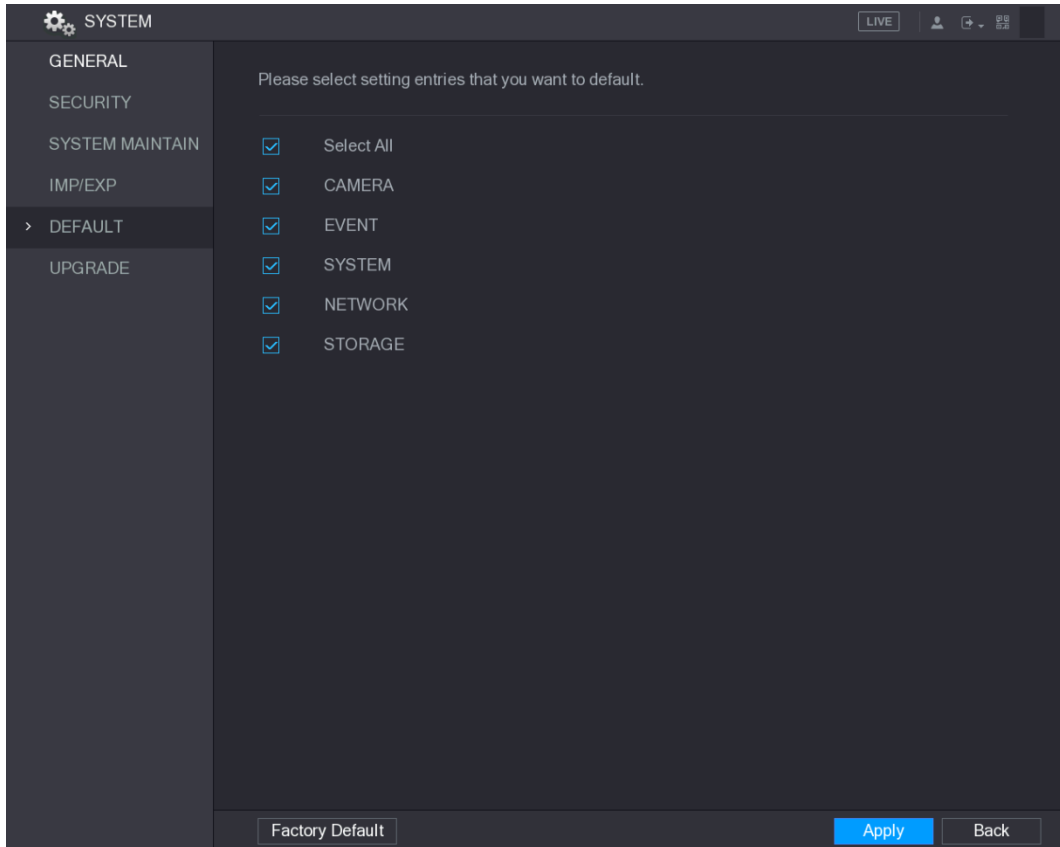 SYSTEM
LIVE
GENERAL
SECURITY
SYSTEM MAINTAIN
IMP/EXP
> DEFAULT
UPGRADE
Please select setting entries that you want to default.
Select All
CAMERA
EVENT
SYSTEM
NETWORK
STORAGE
Factory Default
Apply
Back